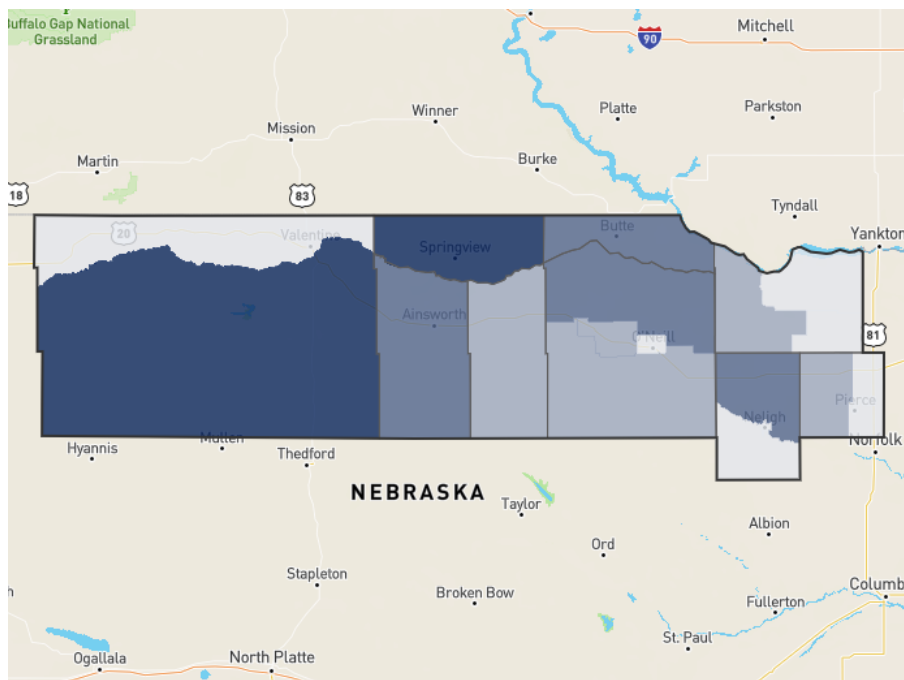 Buffalo Gap National
Grassland
Mitchell
90
Winner
Platte
Parkston
Mission
Martin
Burke
18
83
Tyndall
20
Valentine
Butte
Springview
Yankton
Ainsworth
O'Neill
81
Neligh
Pierce
Hyannis
Mullen
Thedford
Norfolk
NEBRASKA
Taylor
Albion
Ord
Stapleton
Broken Bow
Columb
Fullerton
St. Paul
Ogallala
North Platte